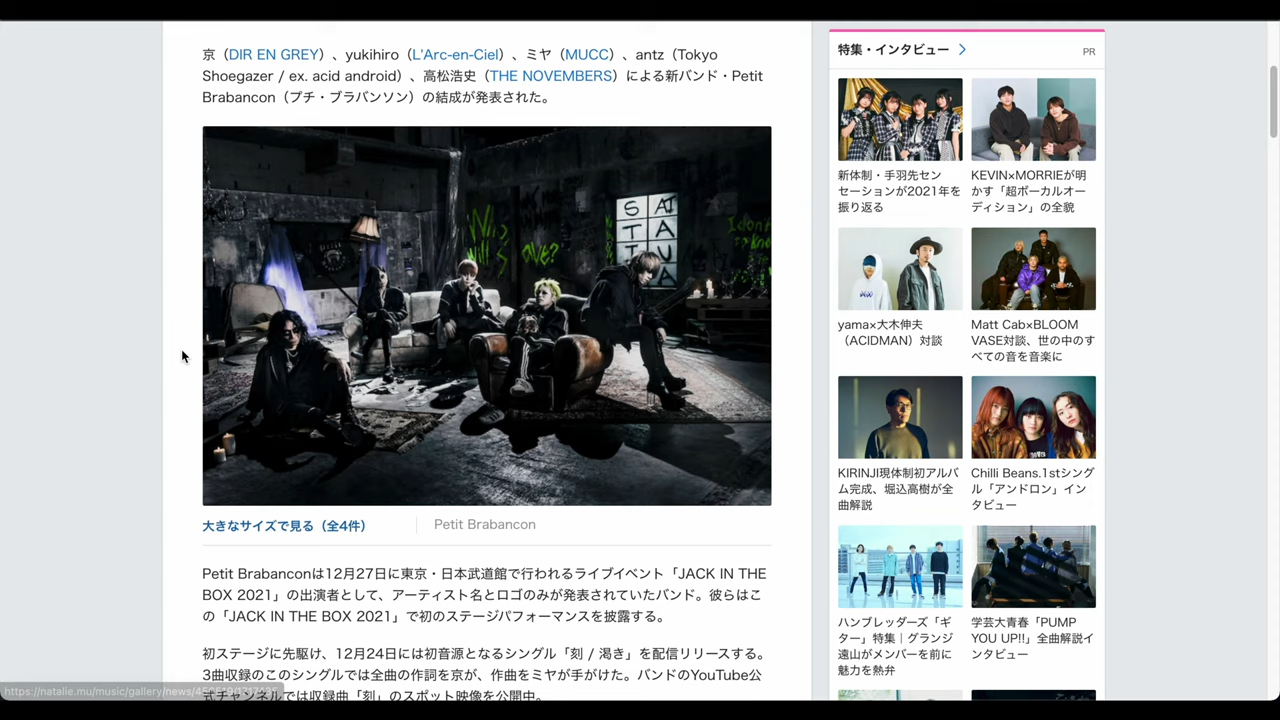 京（DIR EN GREY）、yukihiro（L'Arc-en-Ciel）、ミヤ（MUCC）、antz（Tokyo
Shoegazer / ex. acid android）、高松浩史（THE NOVEMBERS）による新バンド・Petit
Brabancon（プチ・ブラバンソン）の結成が発表された。
大きなサイズで見る（全4件）
Petit Brabancon
Petit Brabanconは12月27日に東京・日本武道館で行われるライブイベント「JACK IN THE
BOX 2021」の出演者として、アーティスト名とロゴのみが発表されていたバンド。彼らはこ
の「JACK IN THE BOX 2021」で初のステージパフォーマンスを披露する。
初ステージに先駆け、12月24日には初音源となるシングル「刻 / 渇き」を配信リリースする。
3曲収録のこのシングルでは全曲の作詞を京が、作曲をミヤが手がけた。バンドのYouTube公
では収録曲「刻」のスポット映像を公開中。
https://natalie.mu/music/gallery/news/
特集・インタビュー
PR
新体制・手羽先セン
セーションが2021年を
振り返る
KEVIN×MORRIEが明
かす「超ボーカルオー
ディション」の全貌
yama×大木伸夫
（ACIDMAN）対談
Matt Cab×BLOOM
VASE対談、世の中のす
べての音を音楽に
KIRINJI現体制初アルバ
ム完成、堀込高樹が全
曲解説
Chilli Beans.1stシング
ル「アンドロン」イン
タビュー
ハンブレッダーズ「ギ
ター」特集｜グランジ
遠山がメンバーを前に
魅力を熱弁
学芸大青春「PUMP
YOU UP!!」全曲解説イ
ンタビュー